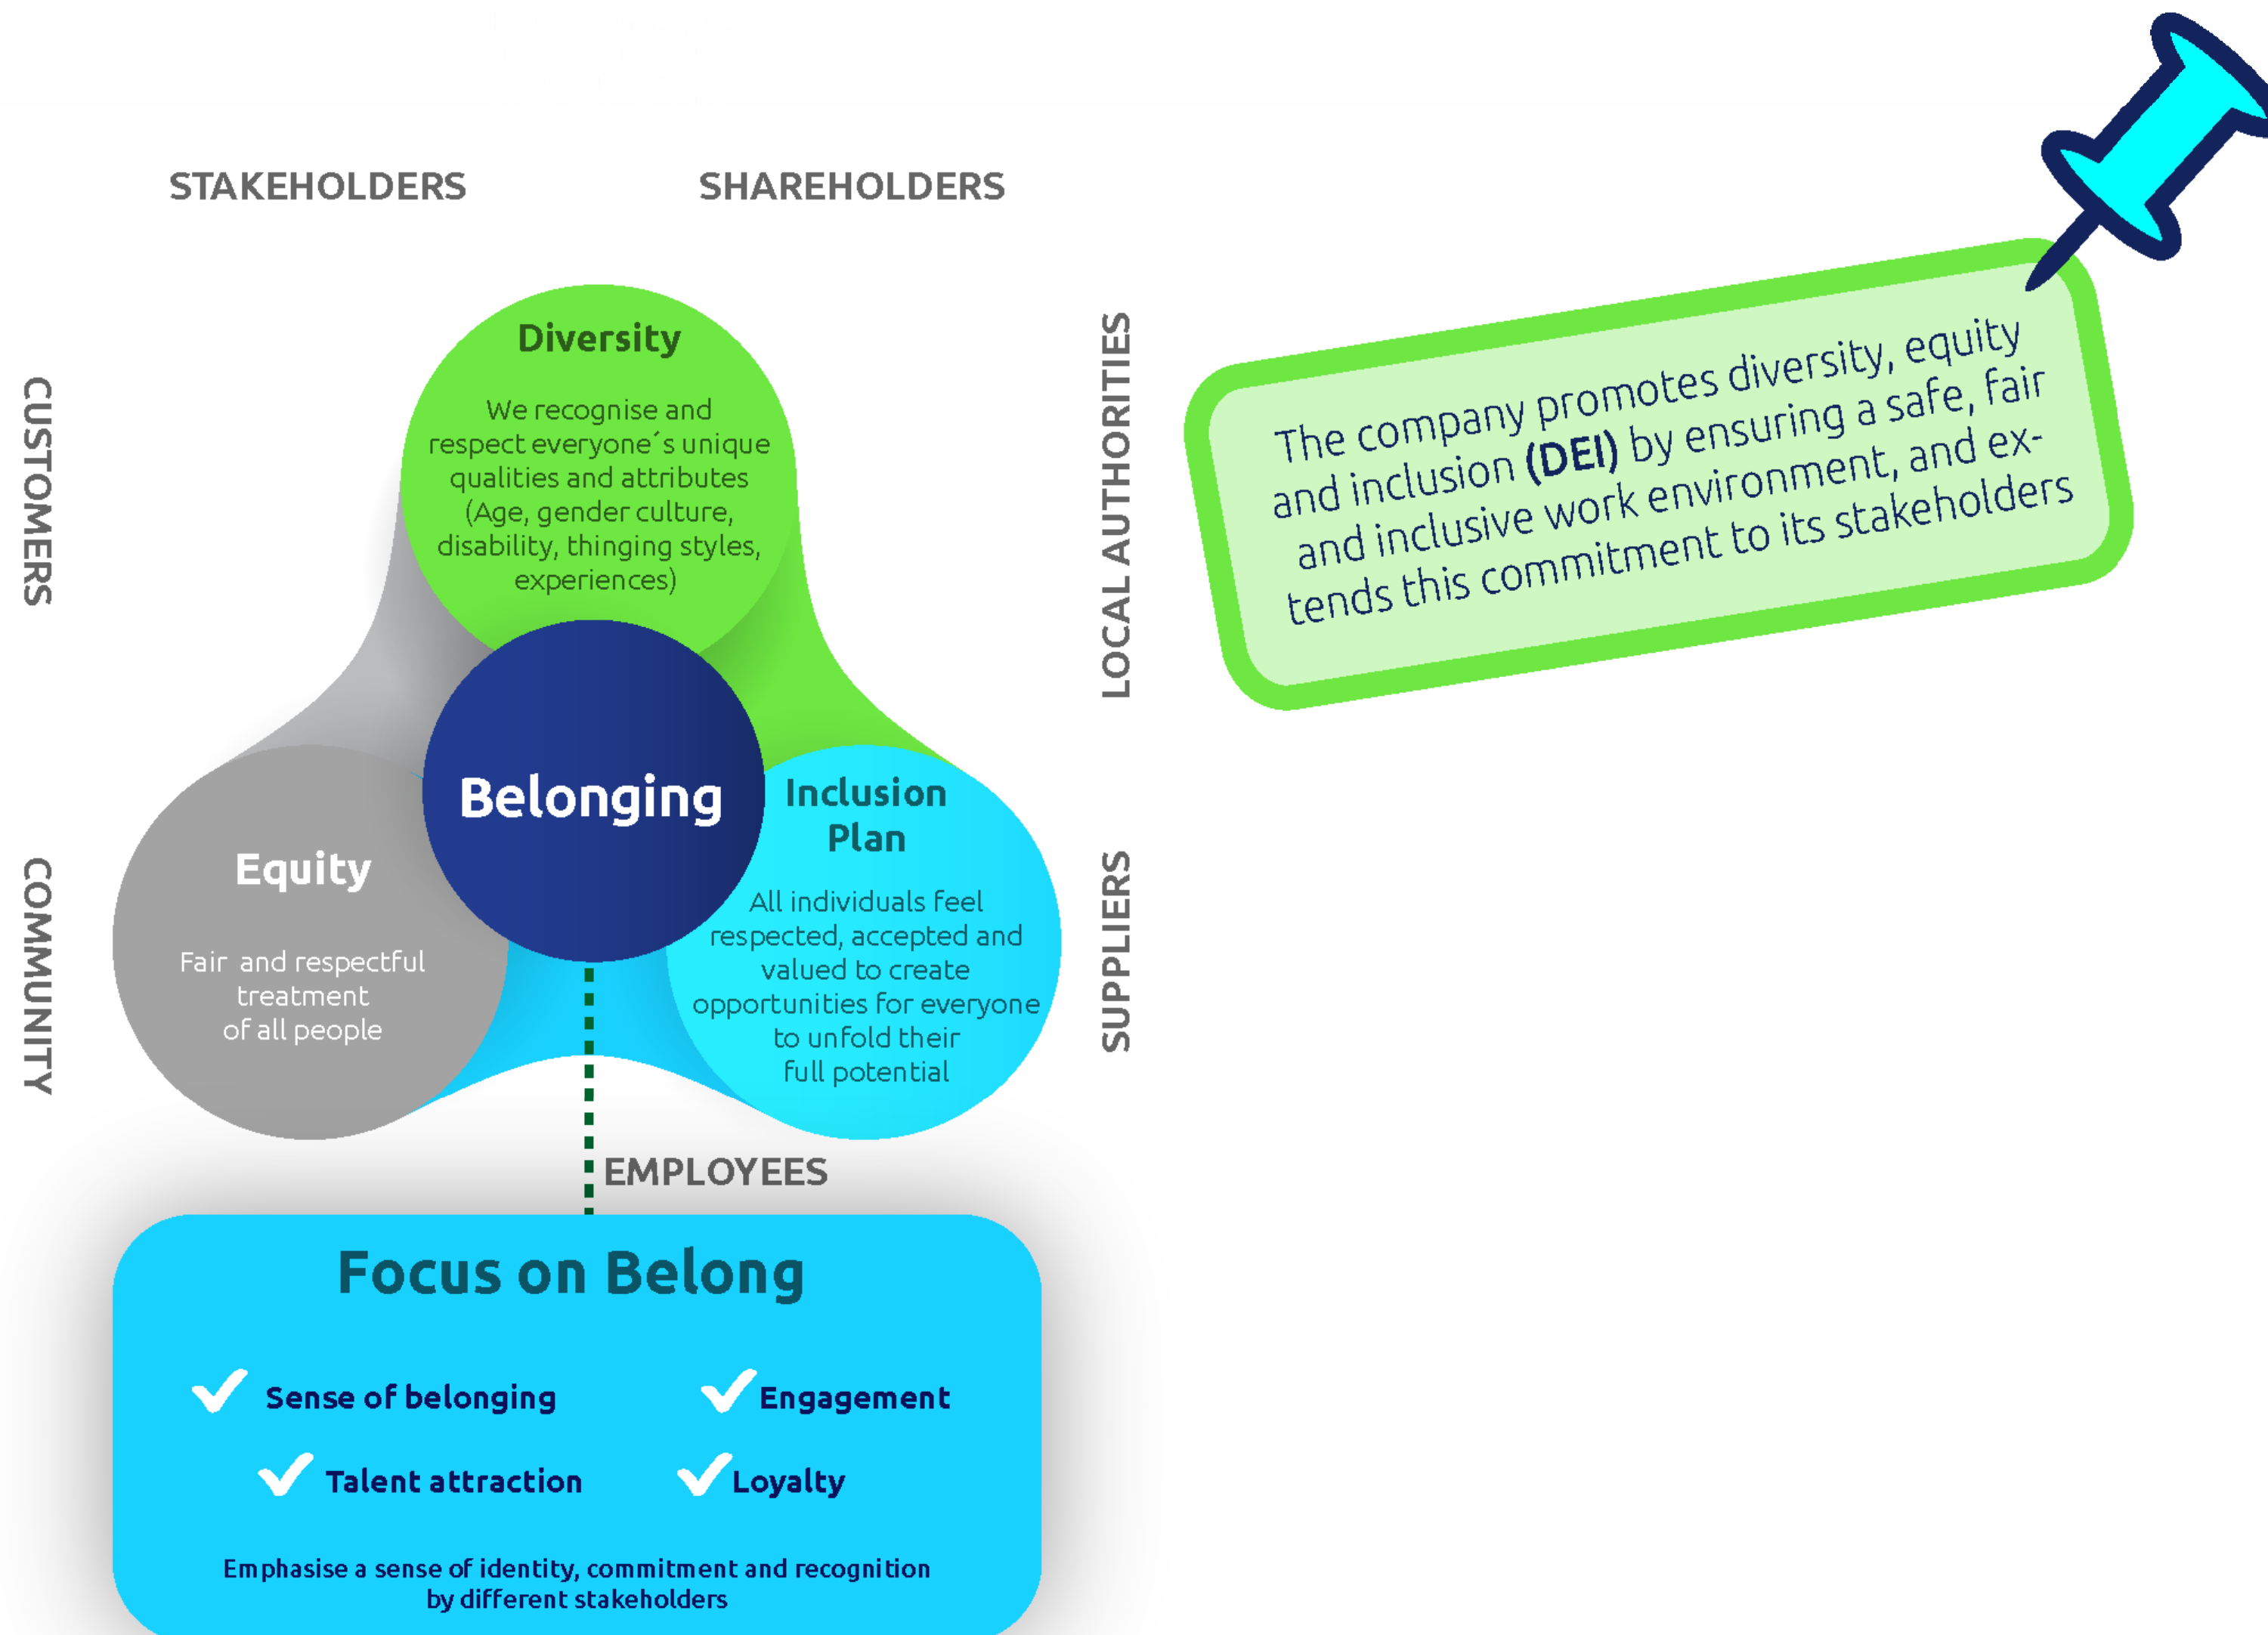 STAKEHOLDERS
SHAREHOLDERS
CUSTOMERS
COMMUNITY
LOCAL AUTHORITIES
SUPPLIERS
Diversity
We recognise and
respect everyone´s unique
qualities and attributes
(Age, gender culture,
disability, thinging styles,
experiences)
Belonging
Equity
Fair and respectful
treatment
of all people
Inclusion
Plan
All individuals feel
respected, accepted and
valued to create
opportunities for everyone
to unfold their
full potential
EMPLOYEES
Focus on Belong
Sense of belonging
Engagement
Talent attraction
Loyalty
Emphasise a sense of identity, commitment and recognition
by different stakeholders
The company promotes diversity, equity
and inclusion (DEI) by ensuring a safe, fair
and inclusive work environment, and ex-
tends this commitment to its stakeholders